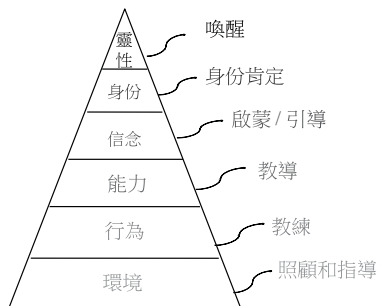 靈
性
喚醒
身份
身份肯定
信念
啟蒙/引導
能力
教導
行為
教練
環境
照顧和指導